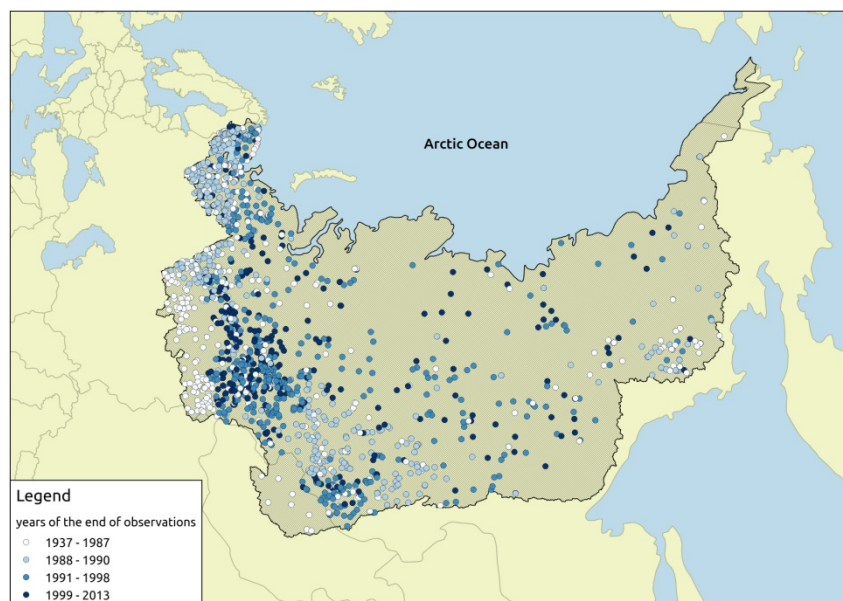 Arctic Ocean
Legend
years of the end of observations
1937 - 1987
1988 - 1990
1991 - 1998
1999 - 2013